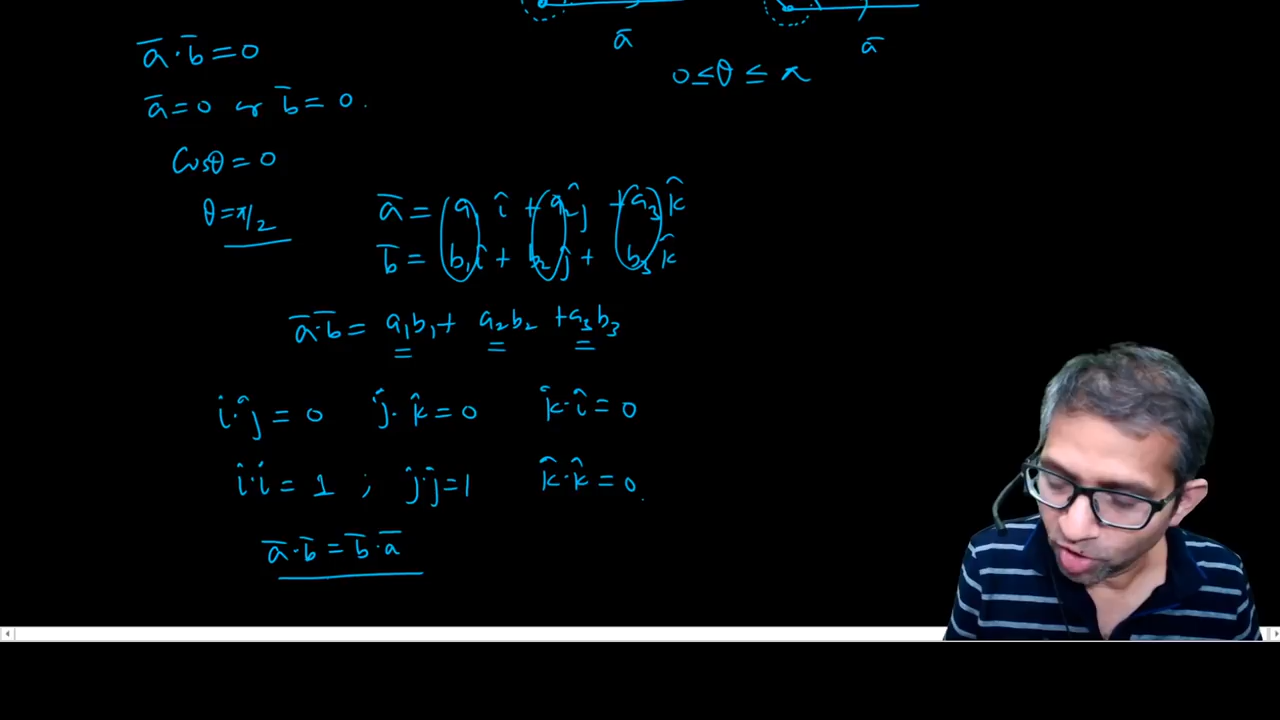 a̅ a̅
0 ≤ θ ≤ π
a̅ · b̅ = 0
a̅ = 0 or b̅ = 0.
Cosθ = 0
θ = π/2
a̅ = a₁ î + a₂ ĵ + a₃ k̂
b̅ = b₁ î + b₂ ĵ + b₃ k̂
a̅·b̅ = a₁b₁ + a₂b₂ + a₃b₃
î·ĵ = 0 ĵ·k̂ = 0 k̂·î = 0
î·î = 1 ; ĵ·ĵ = 1 k̂·k̂ = 0.
a̅·b̅ = b̅·a̅